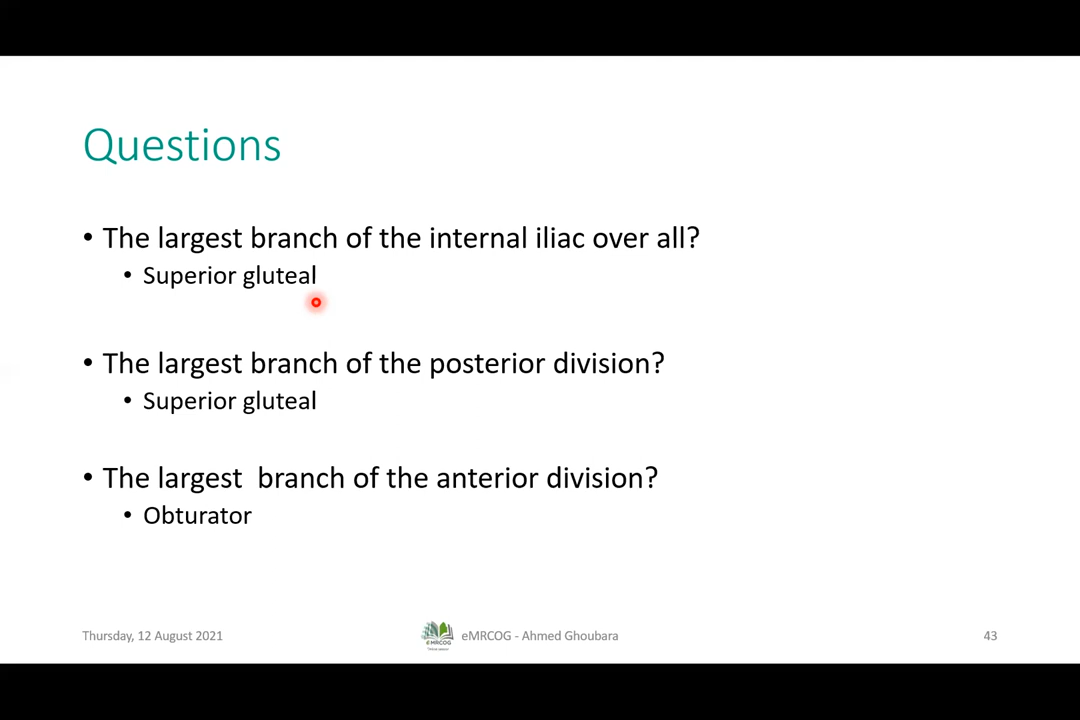 Questions
• The largest branch of the internal iliac over all?
• Superior gluteal
• The largest branch of the posterior division?
• Superior gluteal
• The largest  branch of the anterior division?
• Obturator
Thursday, 12 August 2021
eMRCOG
eMRCOG - Ahmed Ghoubara
43